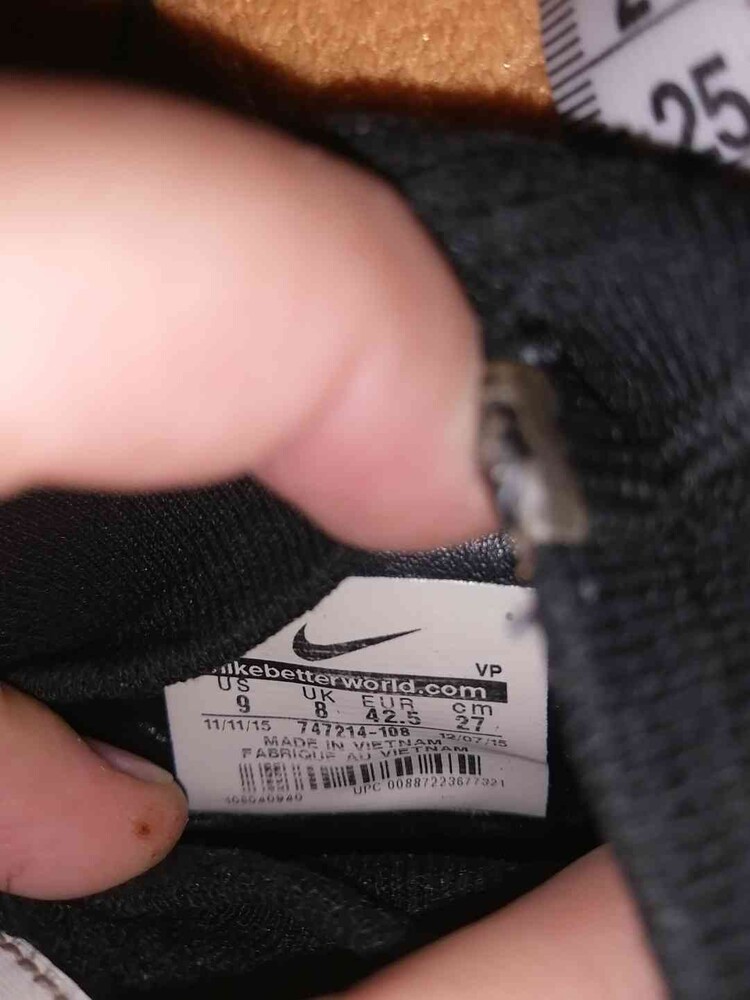 25
VP
nikebetterworld.com
US UK EUR cm
9 8 42.5 27
11/11/15 747214-108 12/07/15
MADE IN VIETNAM
FABRIQUE AU VIETNAM
UPC 00887223677321